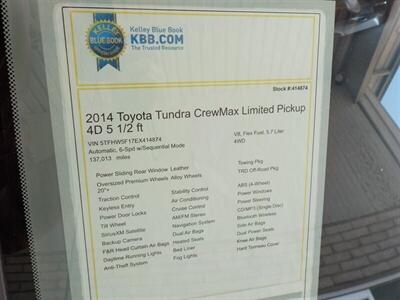 KELLEY
BLUE BOOK
Kelley Blue Book
KBB.COM
The Trusted Resource
Stock #:414874
2014 Toyota Tundra CrewMax Limited Pickup
4D 5 1/2 ft
VIN 5TFHW5F17EX414874
Automatic, 6-Spd w/Sequential Mode
137,013 miles
V8, Flex Fuel, 5.7 Liter
4WD
Power Sliding Rear Window
Oversized Premium Wheels
20"+
Traction Control
Keyless Entry
Power Door Locks
Tilt Wheel
SiriusXM Satellite
Backup Camera
F&R Head Curtain Air Bags
Daytime Running Lights
Anti-Theft System
Leather
Alloy Wheels
Stability Control
Air Conditioning
Cruise Control
AM/FM Stereo
Navigation System
Dual Air Bags
Heated Seats
Bed Liner
Fog Lights
Towing Pkg
TRD Off-Road Pkg
ABS (4-Wheel)
Power Windows
Power Steering
CD/MP3 (Single Disc)
Bluetooth Wireless
Side Air Bags
Dual Power Seats
Knee Air Bags
Hard Tonneau Cover